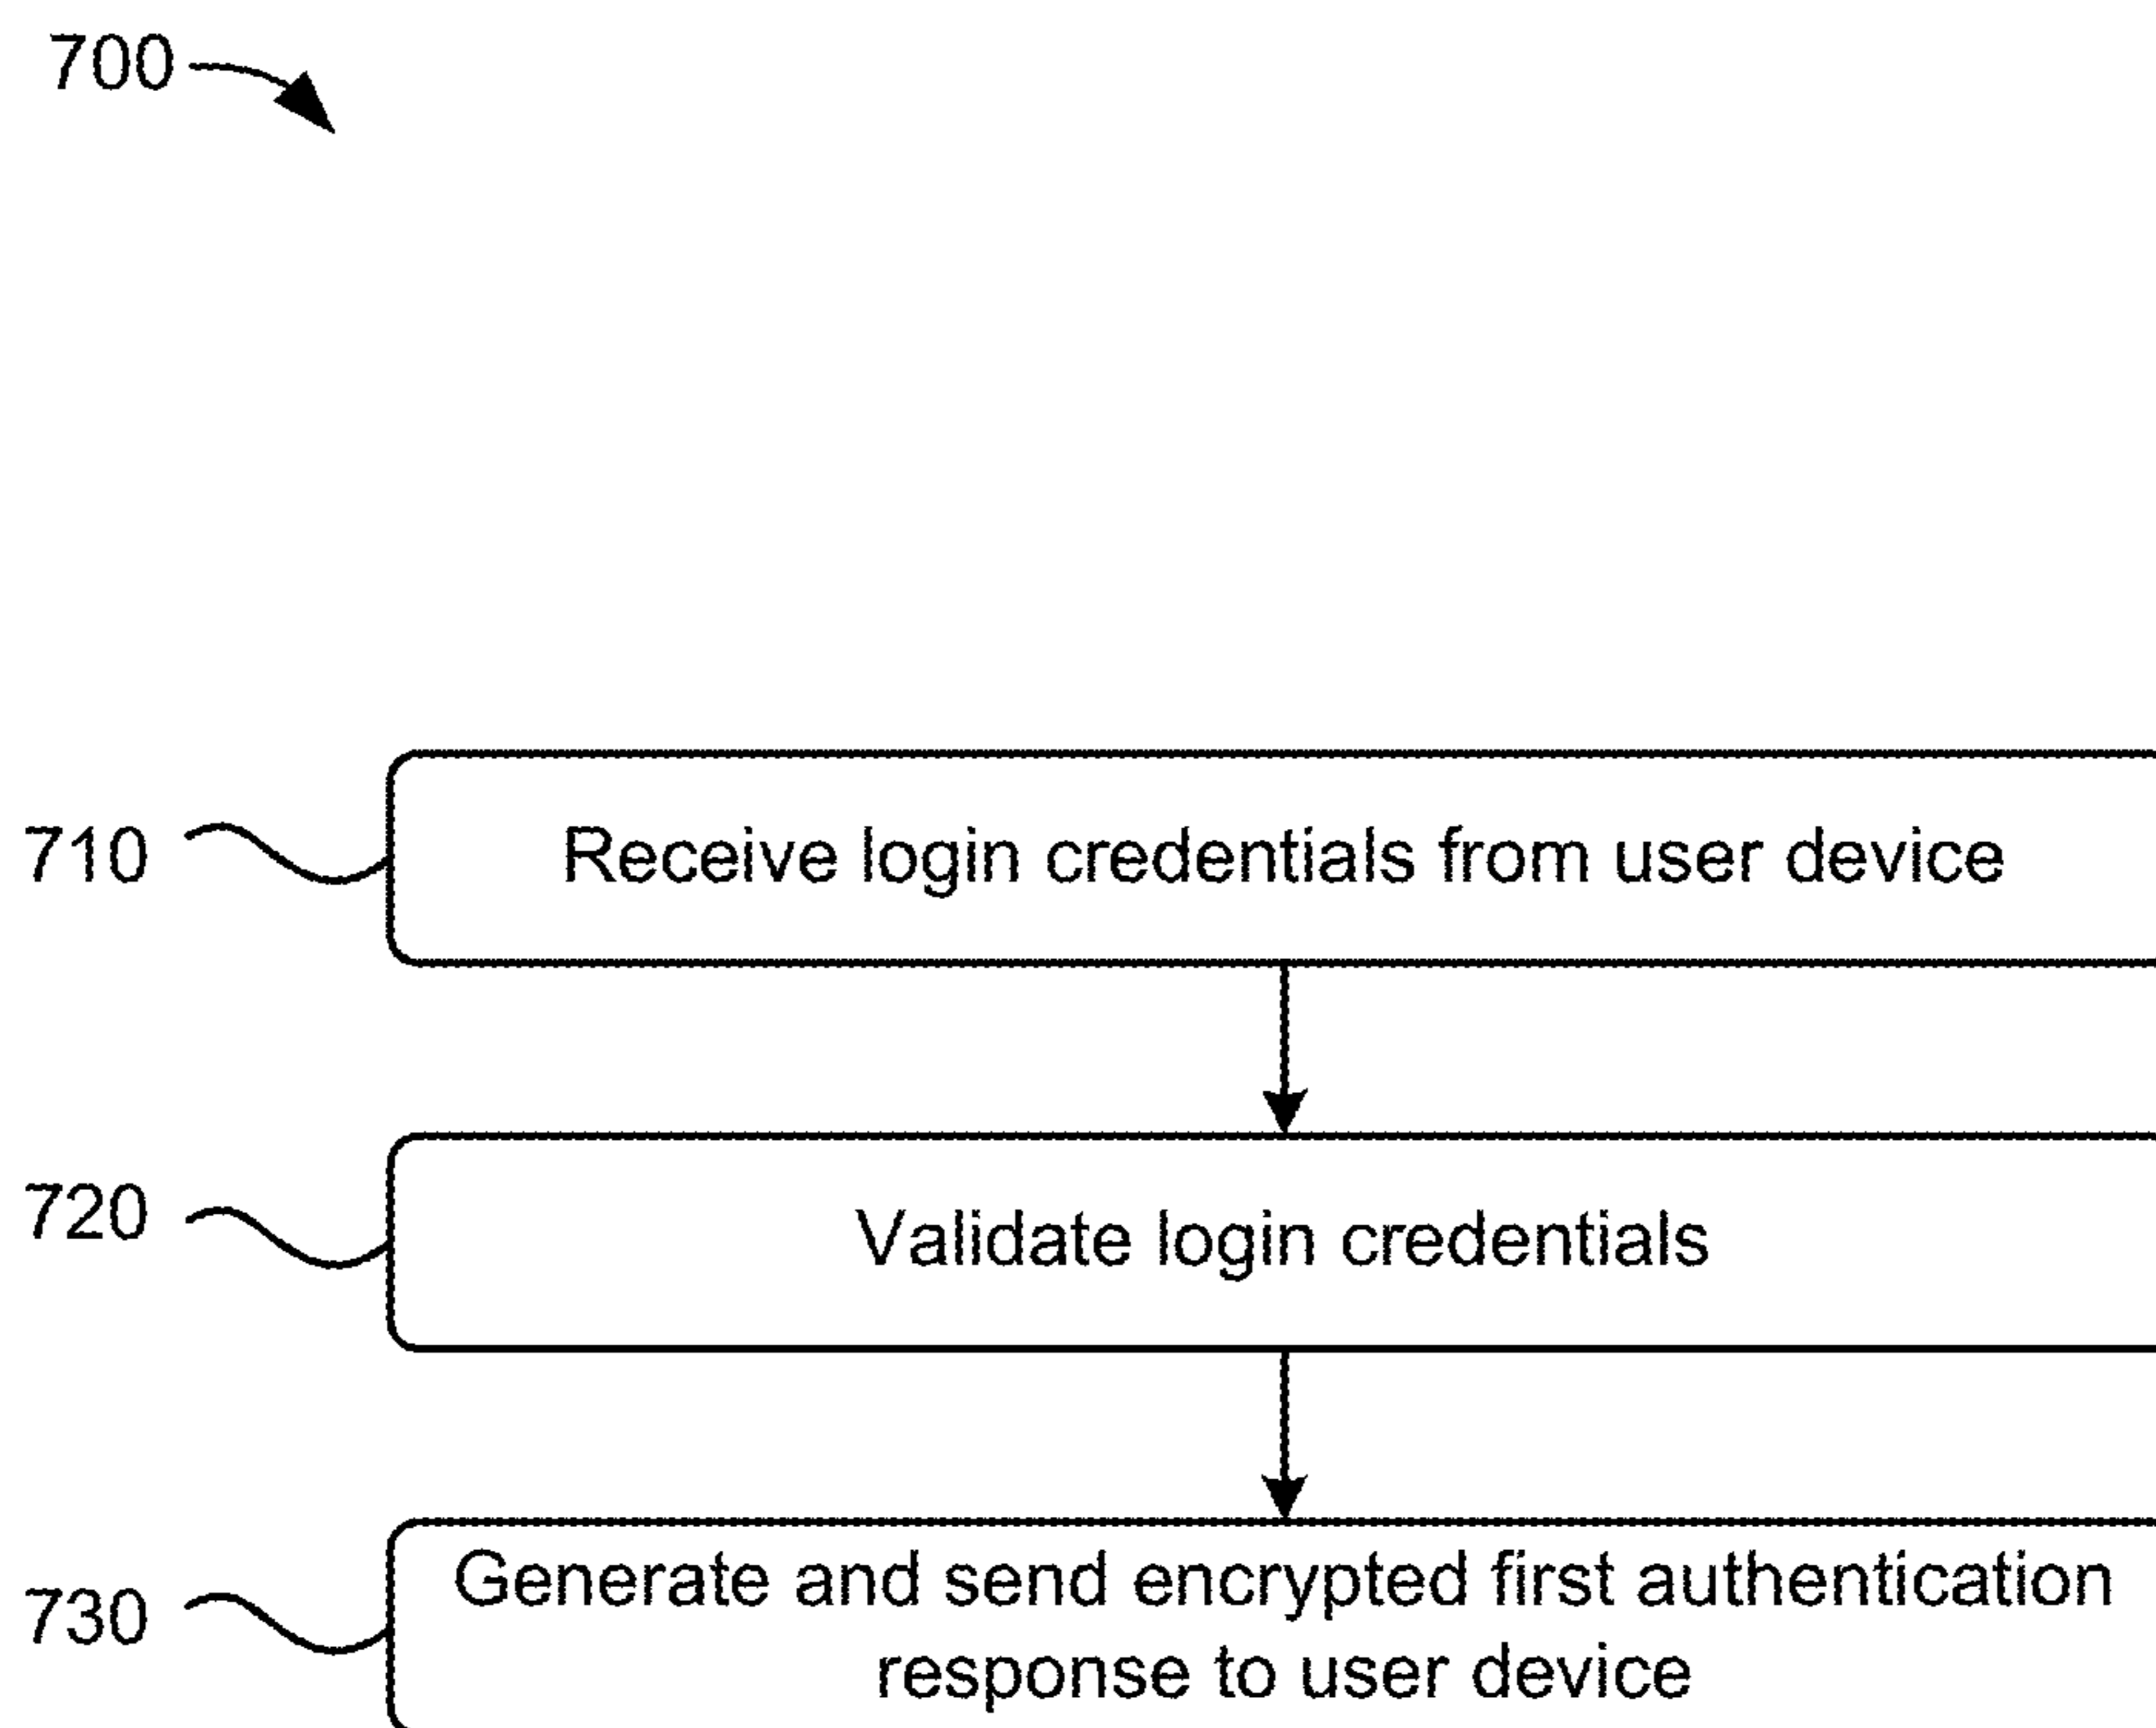 700
710
Receive login credentials from user device
720
Validate login credentials
730
Generate and send encrypted first authentication
response to user device